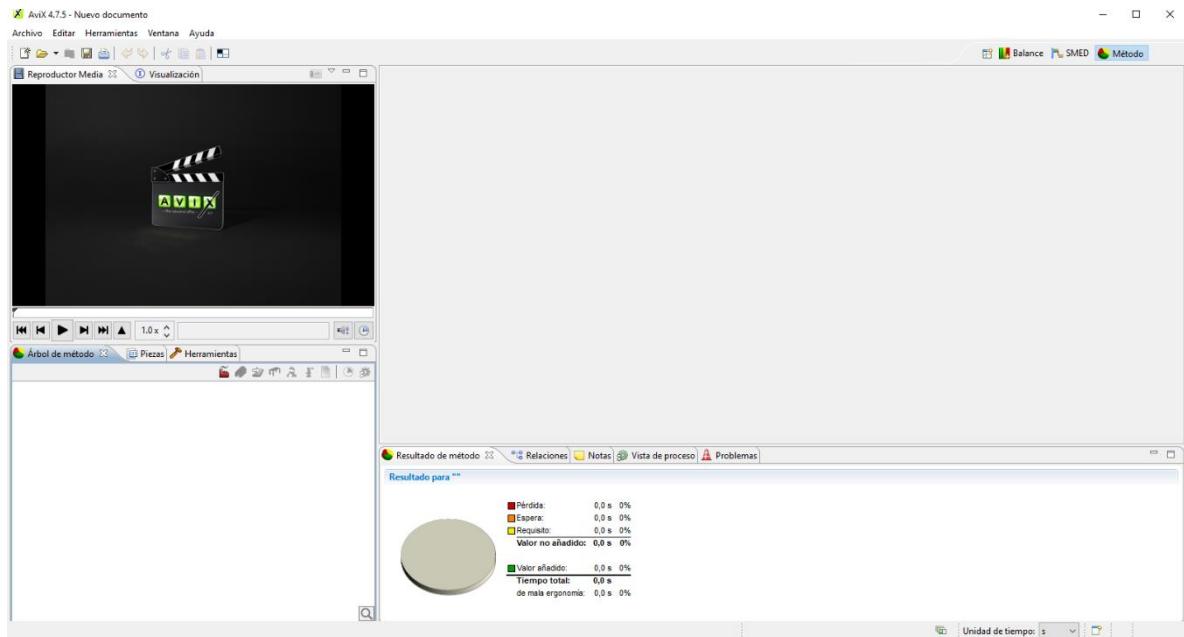 AviX 4.7.5 - Nuevo documento
Archivo Editar Herramientas Ventana Ayuda
Balance SMED Método
Reproductor Media Visualización
AVIX
1.0 x
Árbol de método Piezas Herramientas
Resultado de método Relaciones Notas Vista de proceso Problemas
Resultado para ""
Pérdida: 0,0 s 0%
Espera: 0,0 s 0%
Requisito: 0,0 s 0%
Valor no añadido: 0,0 s 0%
Valor añadido: 0,0 s 0%
Tiempo total: 0,0 s
de mala ergonomía: 0,0 s 0%
Unidad de tiempo: s